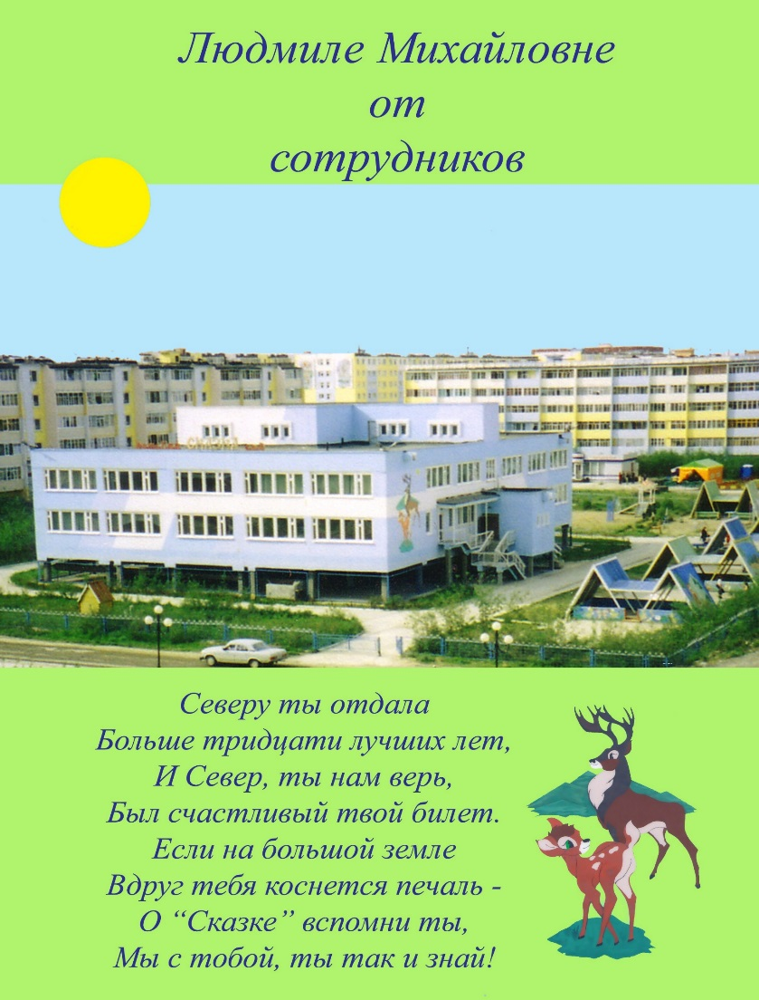 Людмиле Михайловне
от
сотрудников
Северу ты отдала
Больше тридцати лучших лет,
И Север, ты нам верь,
Был счастливый твой билет.
Если на большой земле
Вдруг тебя коснется печаль -
О “Сказке” вспомни ты,
Мы с тобой, ты так и знай!